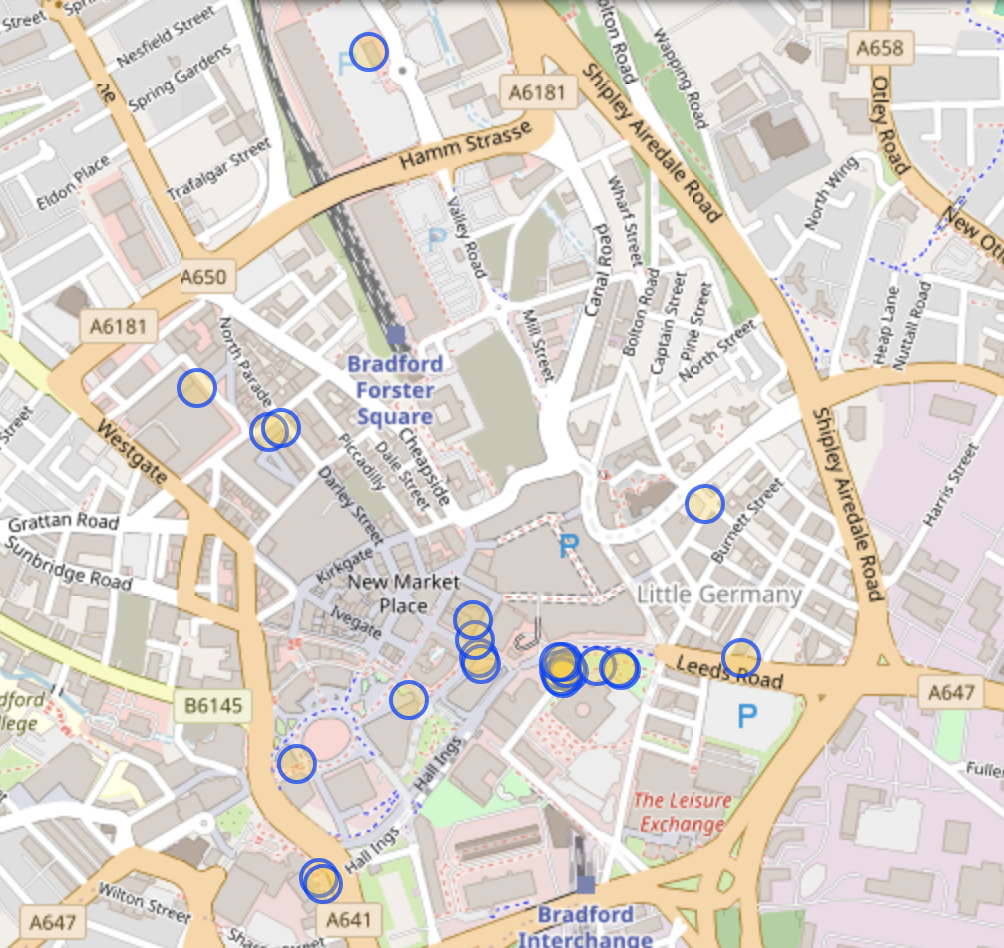 Street
Nesfield Street
Spring Gardens
P
A6181
Wapping Road
Shipley Airedale Road
A658
Otley Road
Hamm Strasse
Trafalgar Street
Eldon Place
North Wing
Wharf Street
Valley Road
P
Canal Road
A650
Bolton Road
Captain Street
Pine Street
North Street
Heap Lane
Nuttall Road
A6181
North Parade
Mill Street
Bradford
Forster
Square
Street
Westgate
Piccadilly
Dale Street
Cheapside
Darley Street
Shipley Airedale Road
Harris Street
Burnett Street
Grattan Road
Sunbridge Road
P
Kirkgate
New Market
Place
Ivegate
Little Germany
Leeds Road
A647
B6145
P
Hall Ings
The Leisure
Exchange
Hall Ings
Wilton Street
A647
A641
Bradford
Interchange